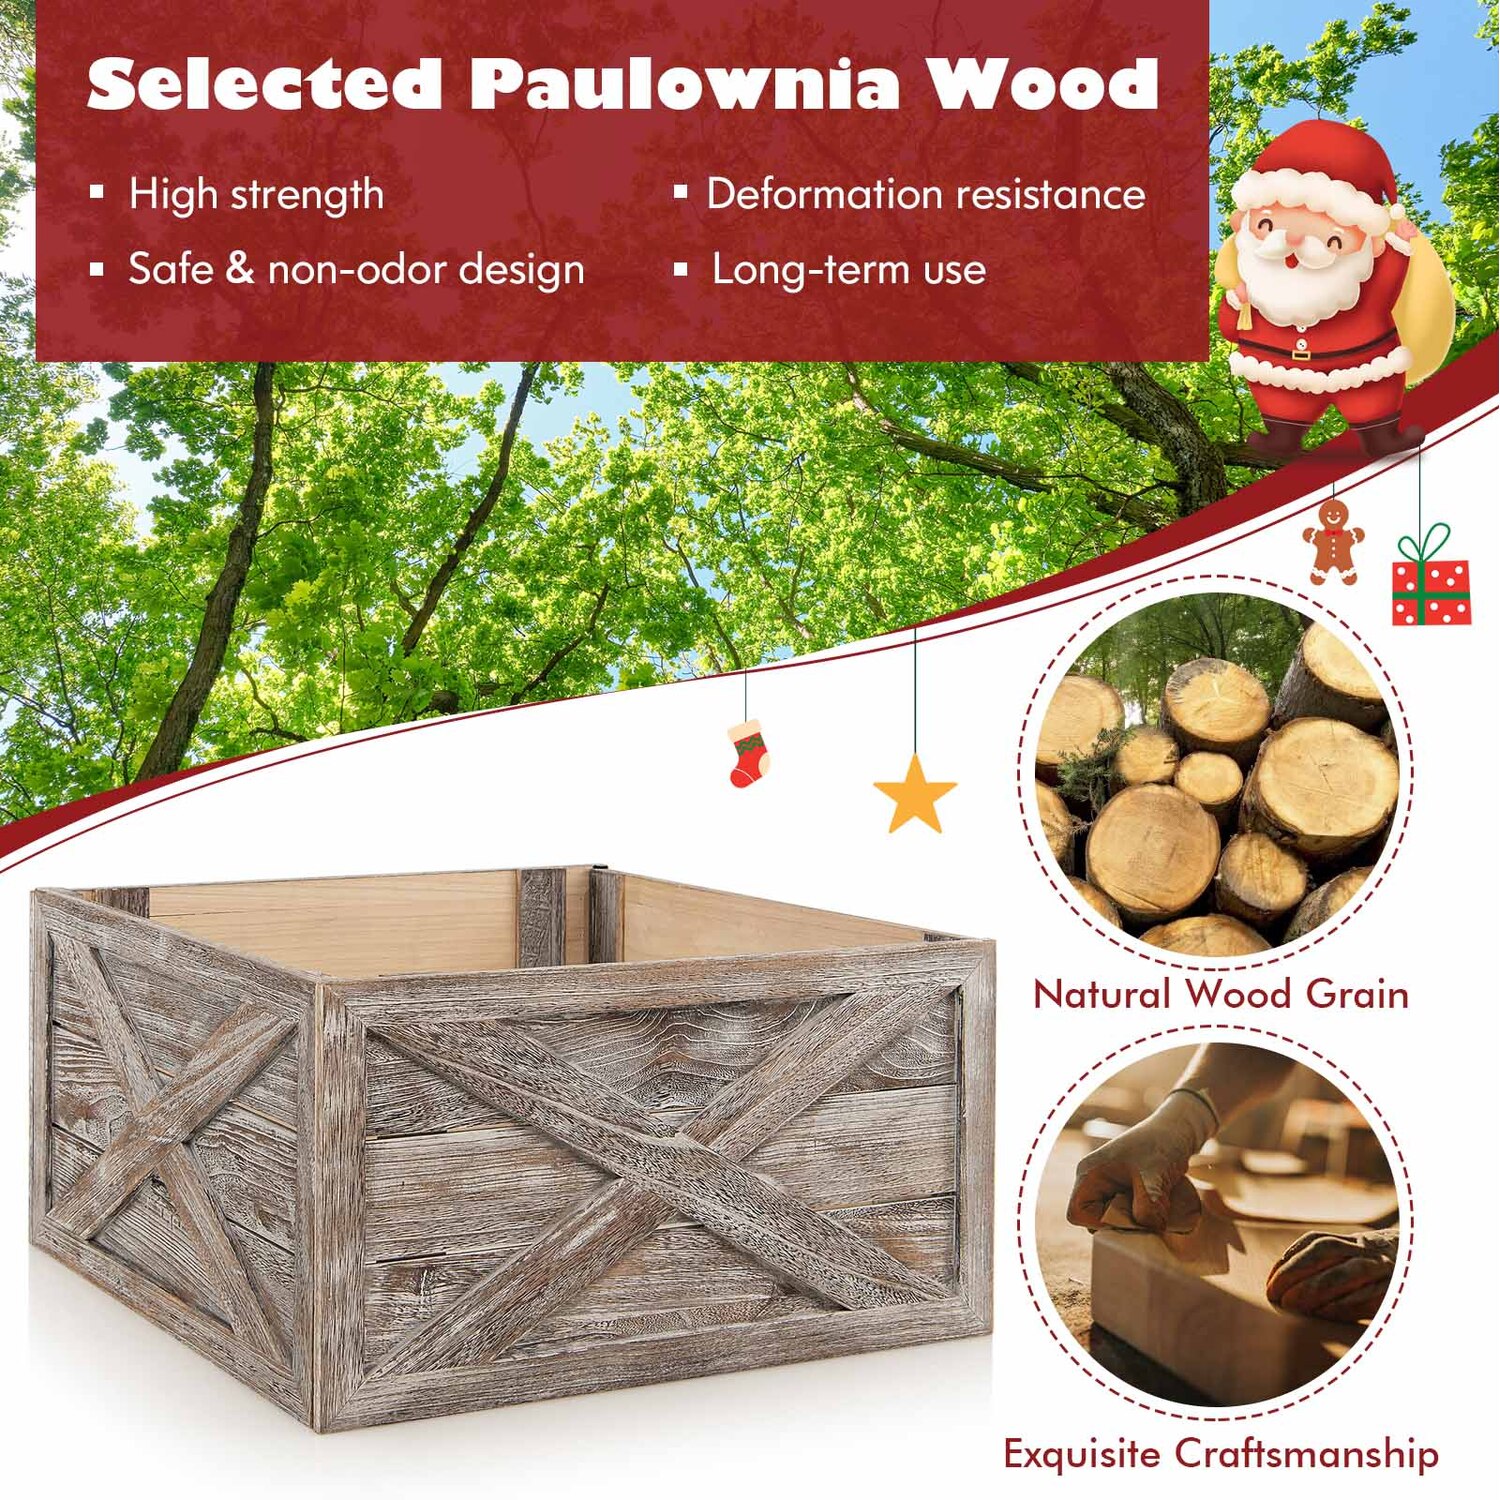 Selected Paulownia Wood
▪ High strength
▪ Deformation resistance
▪ Safe & non-odor design
▪ Long-term use
Natural Wood Grain
Exquisite Craftsmanship